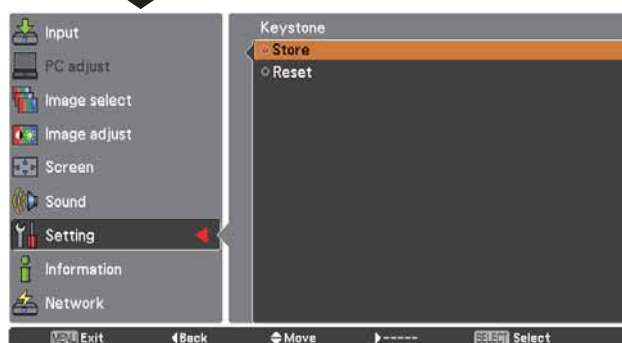 Input
PC adjust
Image select
Image adjust
Screen
Sound
Setting
Information
Network
Keystone
Store
Reset
MENU Exit ◀Back Move ▶----- SELECT Select